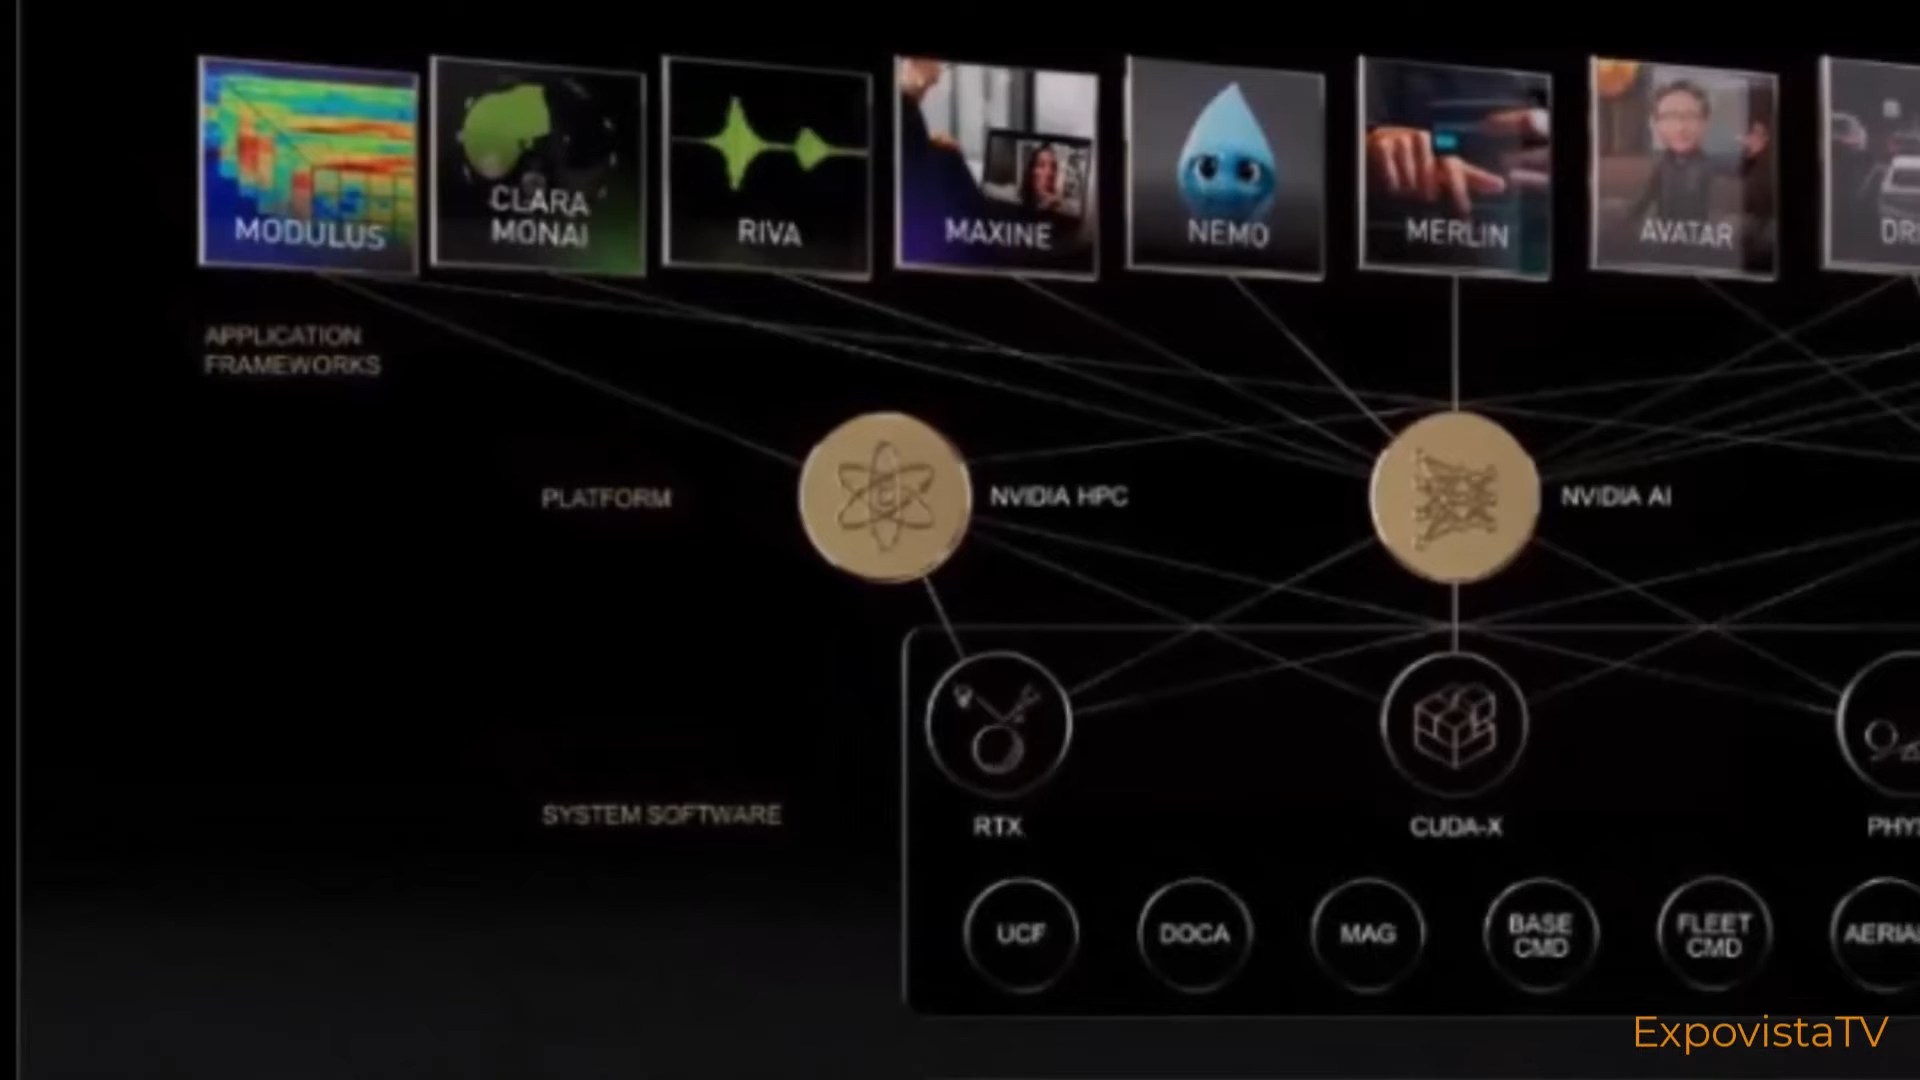 MODULUS
CLARA
MONAI
RIVA
MAXINE
NEMO
MERLIN
AVATAR
APPLICATION
FRAMEWORKS
PLATFORM
NVIDIA HPC
NVIDIA AI
SYSTEM SOFTWARE
RTX
CUDA-X
UCF
DOCA
MAG
BASE
CMD
FLEET
CMD
ExpovistaTV